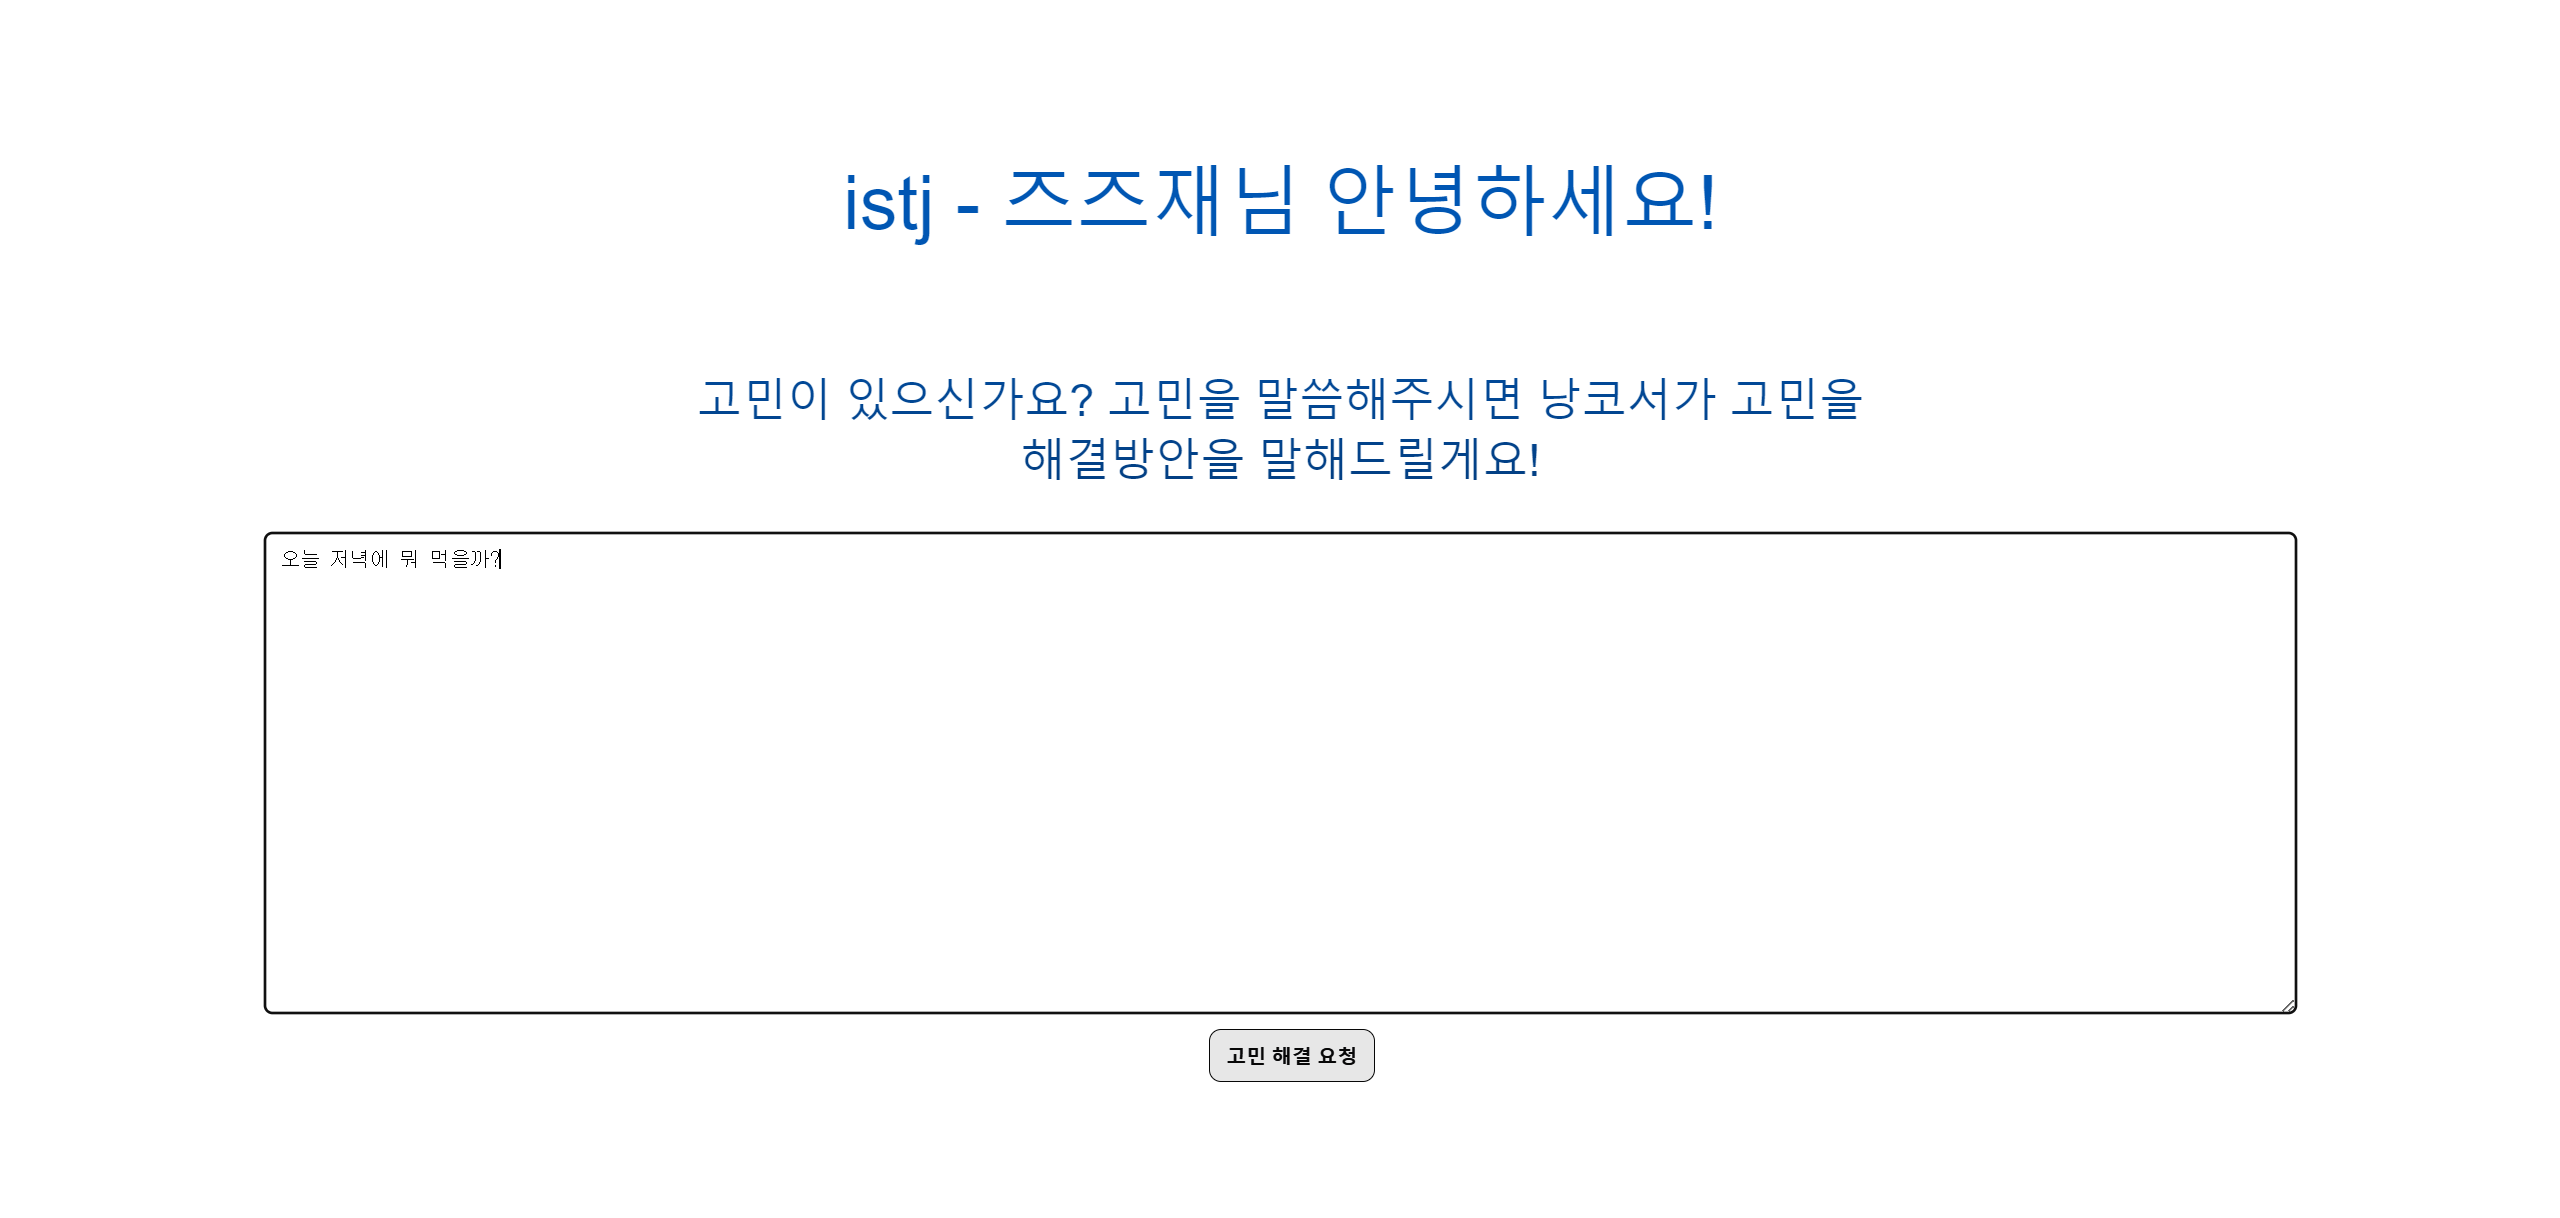 istj - 즈즈재님 안녕하세요!
고민이 있으신가요? 고민을 말씀해주시면 낭코서가 고민을
해결방안을 말해드릴게요!
오늘 저녁에 뭐 먹을까?
고민 해결 요청